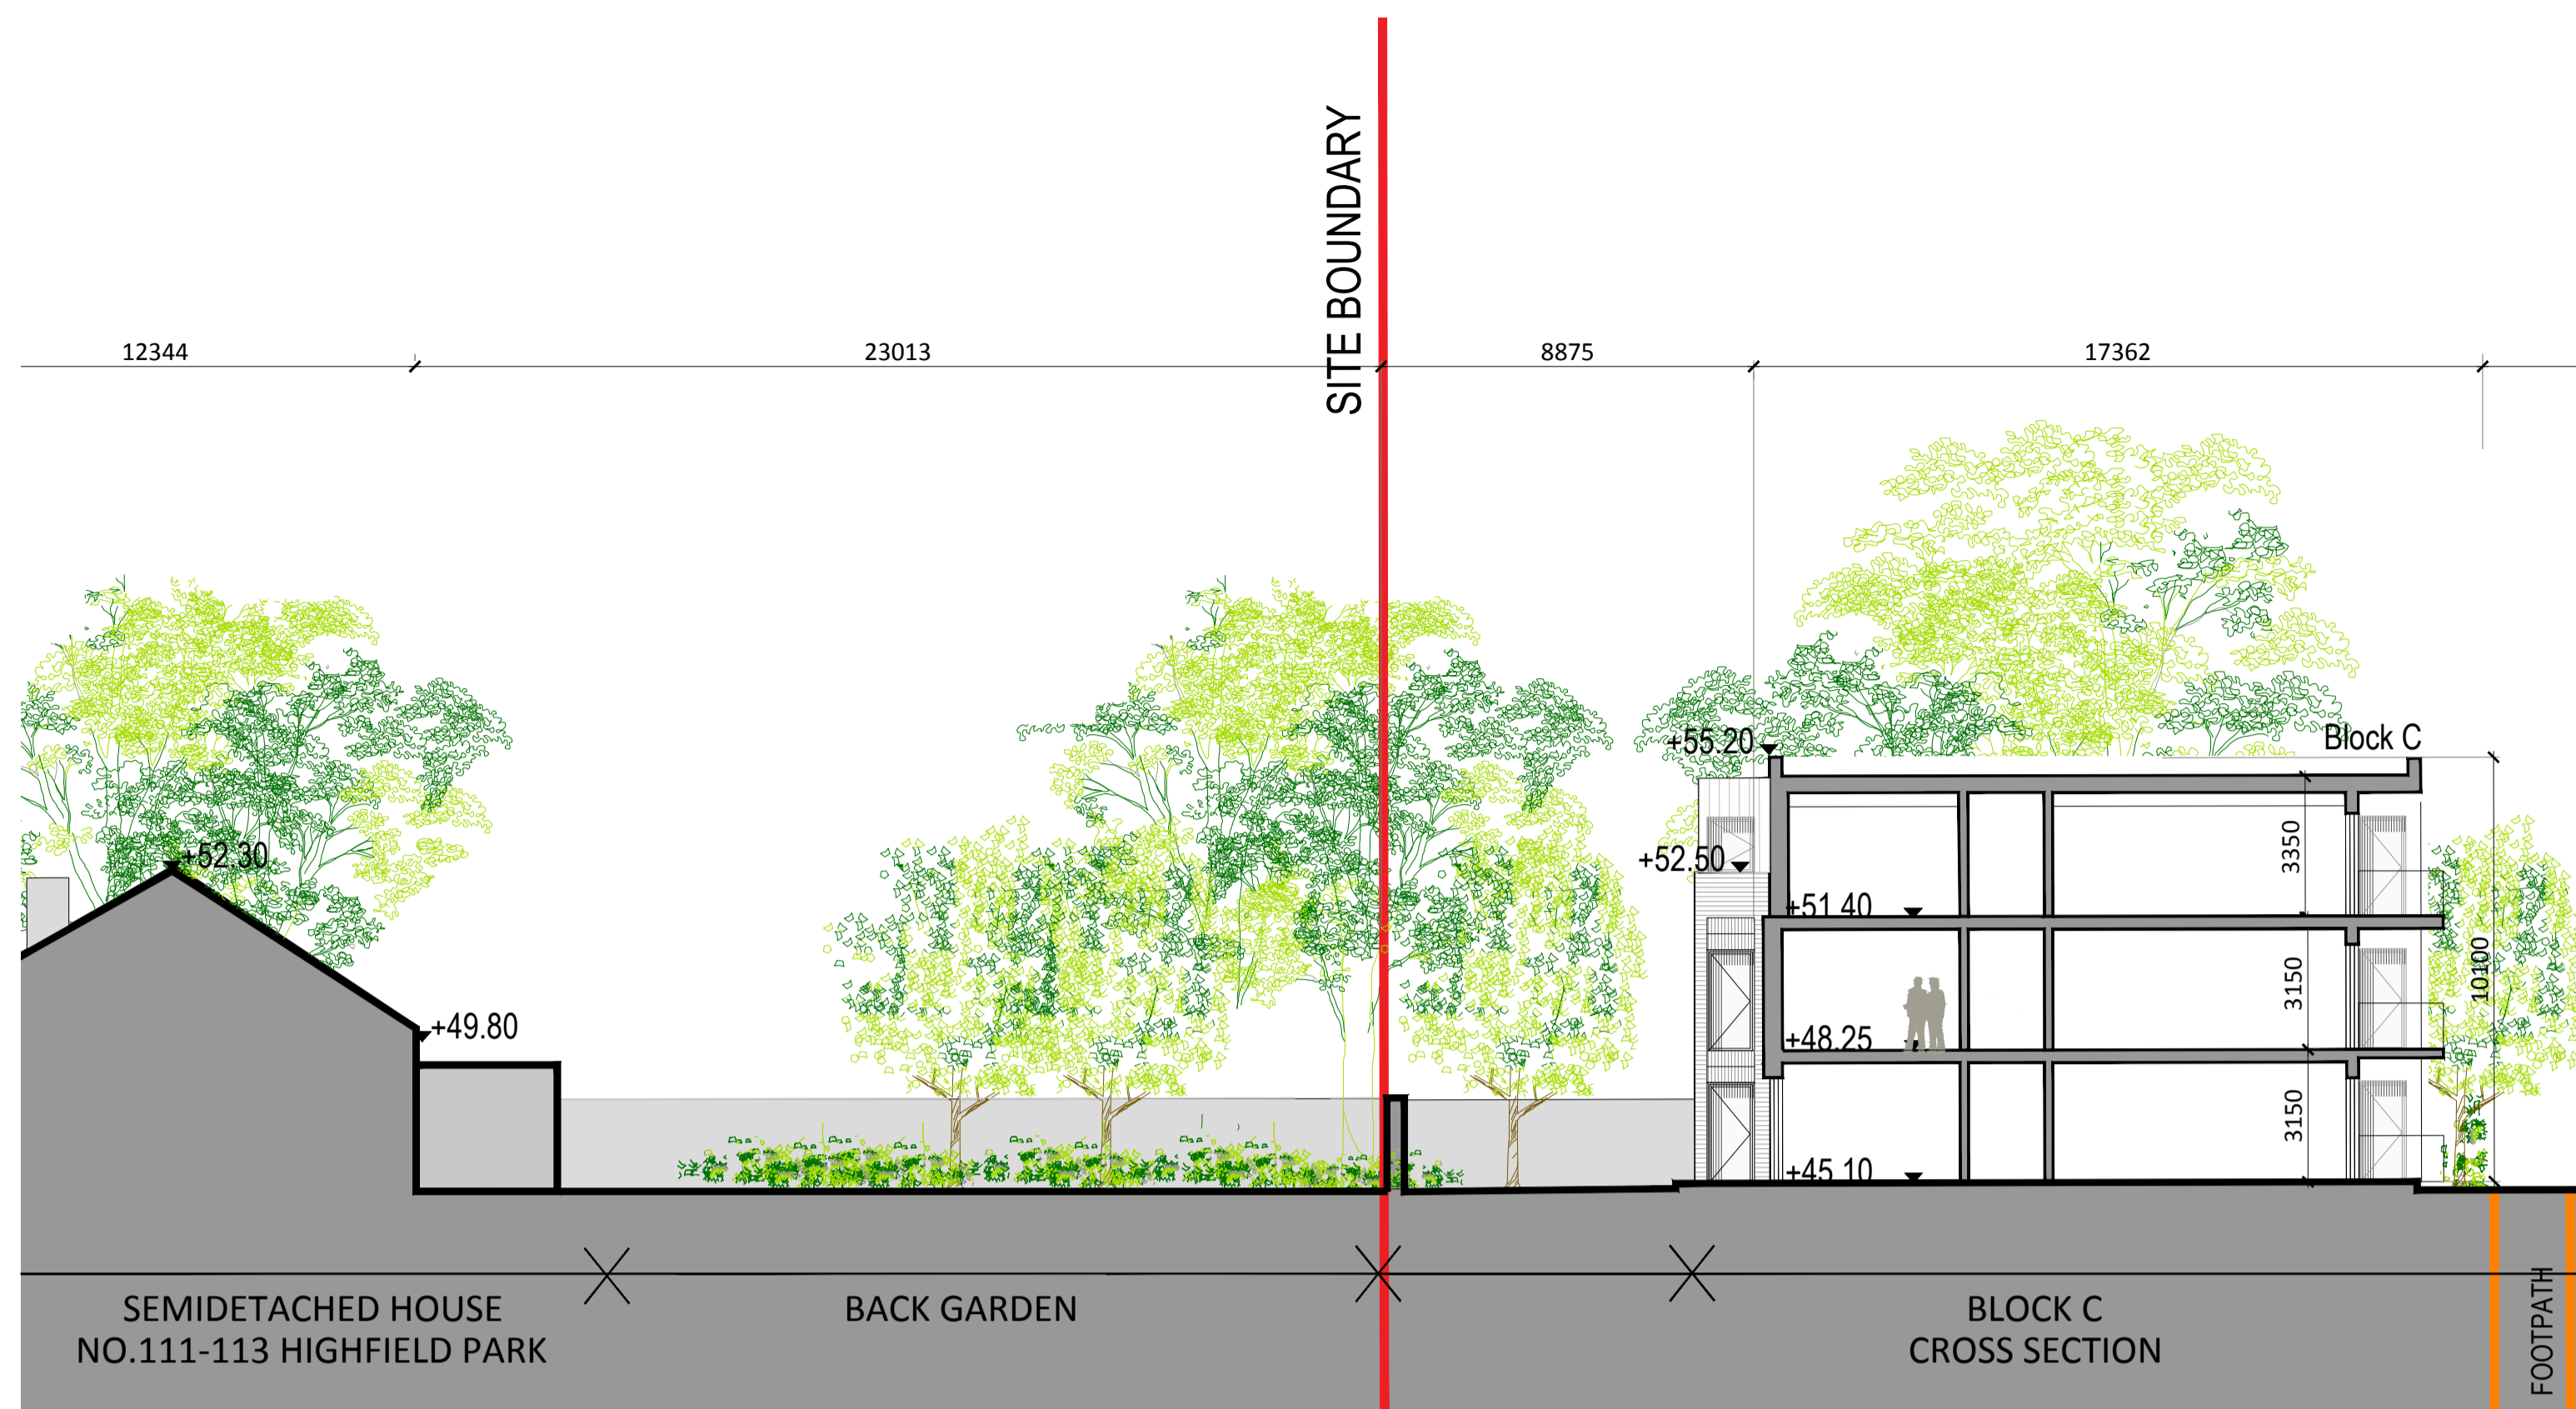 SITE BOUNDARY
12344
23013
8875
17362
Block C
+55.20
+52.30
+52.50
3350
+51.40
10100
3150
+49.80
+48.25
3150
+45.10
SEMIDETACHED HOUSE
NO.111-113 HIGHFIELD PARK
BACK GARDEN
BLOCK C
CROSS SECTION
FOOTPATH